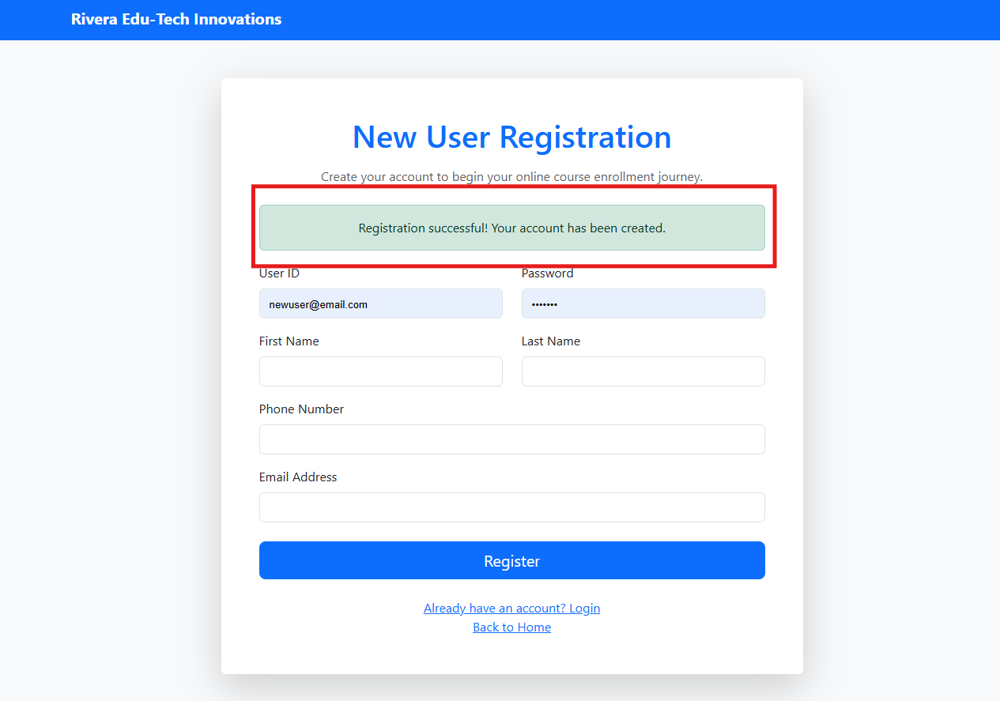 Rivera Edu-Tech Innovations
New User Registration
Create your account to begin your online course enrollment journey.
Registration successful! Your account has been created.
User ID
Password
newuser@email.com
•••••••
First Name
Last Name
Phone Number
Email Address
Register
Already have an account? Login
Back to Home